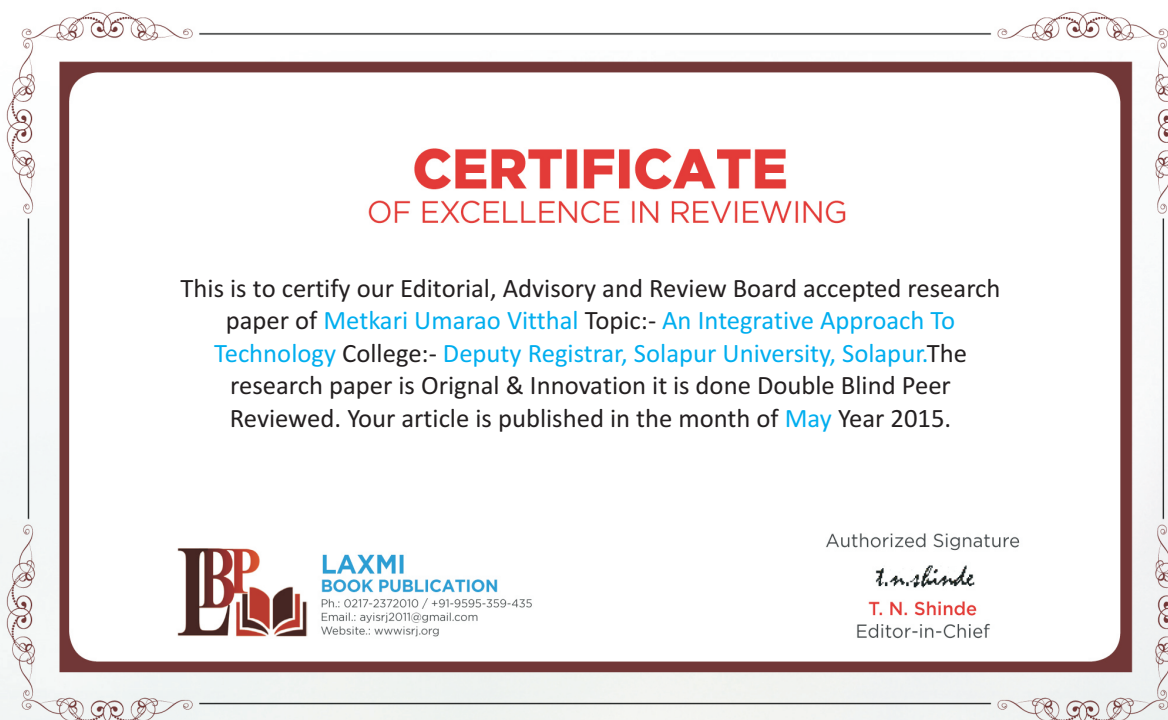 CERTIFICATE
OF EXCELLENCE IN REVIEWING
This is to certify our Editorial, Advisory and Review Board accepted research
paper of Metkari Umarao Vitthal Topic:- An Integrative Approach To
Technology College:- Deputy Registrar, Solapur University, Solapur.The
research paper is Orignal & Innovation it is done Double Blind Peer
Reviewed. Your article is published in the month of May Year 2015.
LBP
LAXMI
BOOK PUBLICATION
Ph.: 0217-2372010 / +91-9595-359-435
Email.: ayisrj2011@gmail.com
Website.: wwwisrj.org
Authorized Signature
t.n.shinde
T. N. Shinde
Editor-in-Chief